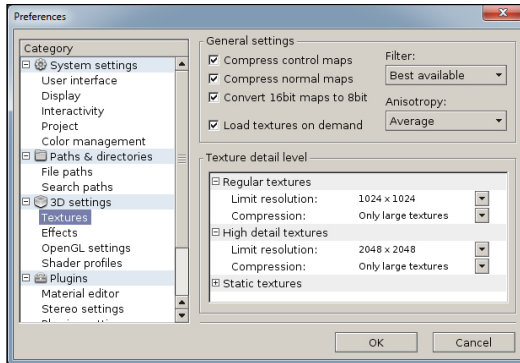 Preferences
Category
System settings
User interface
Display
Interactivity
Project
Color management
Paths & directories
File paths
Search paths
3D settings
Textures
Effects
OpenGL settings
Shader profiles
Plugins
Material editor
Stereo settings
General settings
Compress control maps
Compress normal maps
Convert 16bit maps to 8bit
Load textures on demand
Filter:
Best available
Anisotropy:
Average
Texture detail level
Regular textures
Limit resolution: 1024 x 1024
Compression: Only large textures
High detail textures
Limit resolution: 2048 x 2048
Compression: Only large textures
Static textures
OK
Cancel